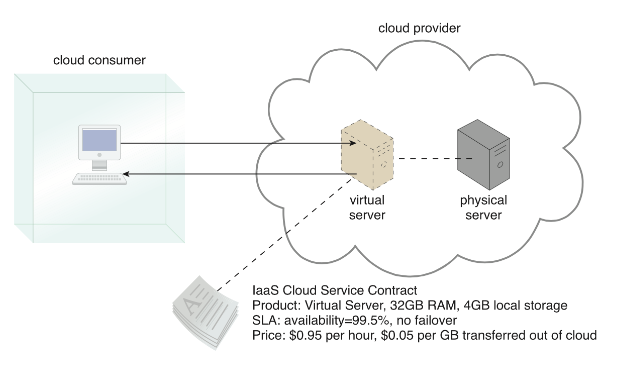 cloud provider
cloud consumer
virtual
server
physical
server
A
IaaS Cloud Service Contract
Product: Virtual Server, 32GB RAM, 4GB local storage
SLA: availability=99.5%, no failover
Price: $0.95 per hour, $0.05 per GB transferred out of cloud